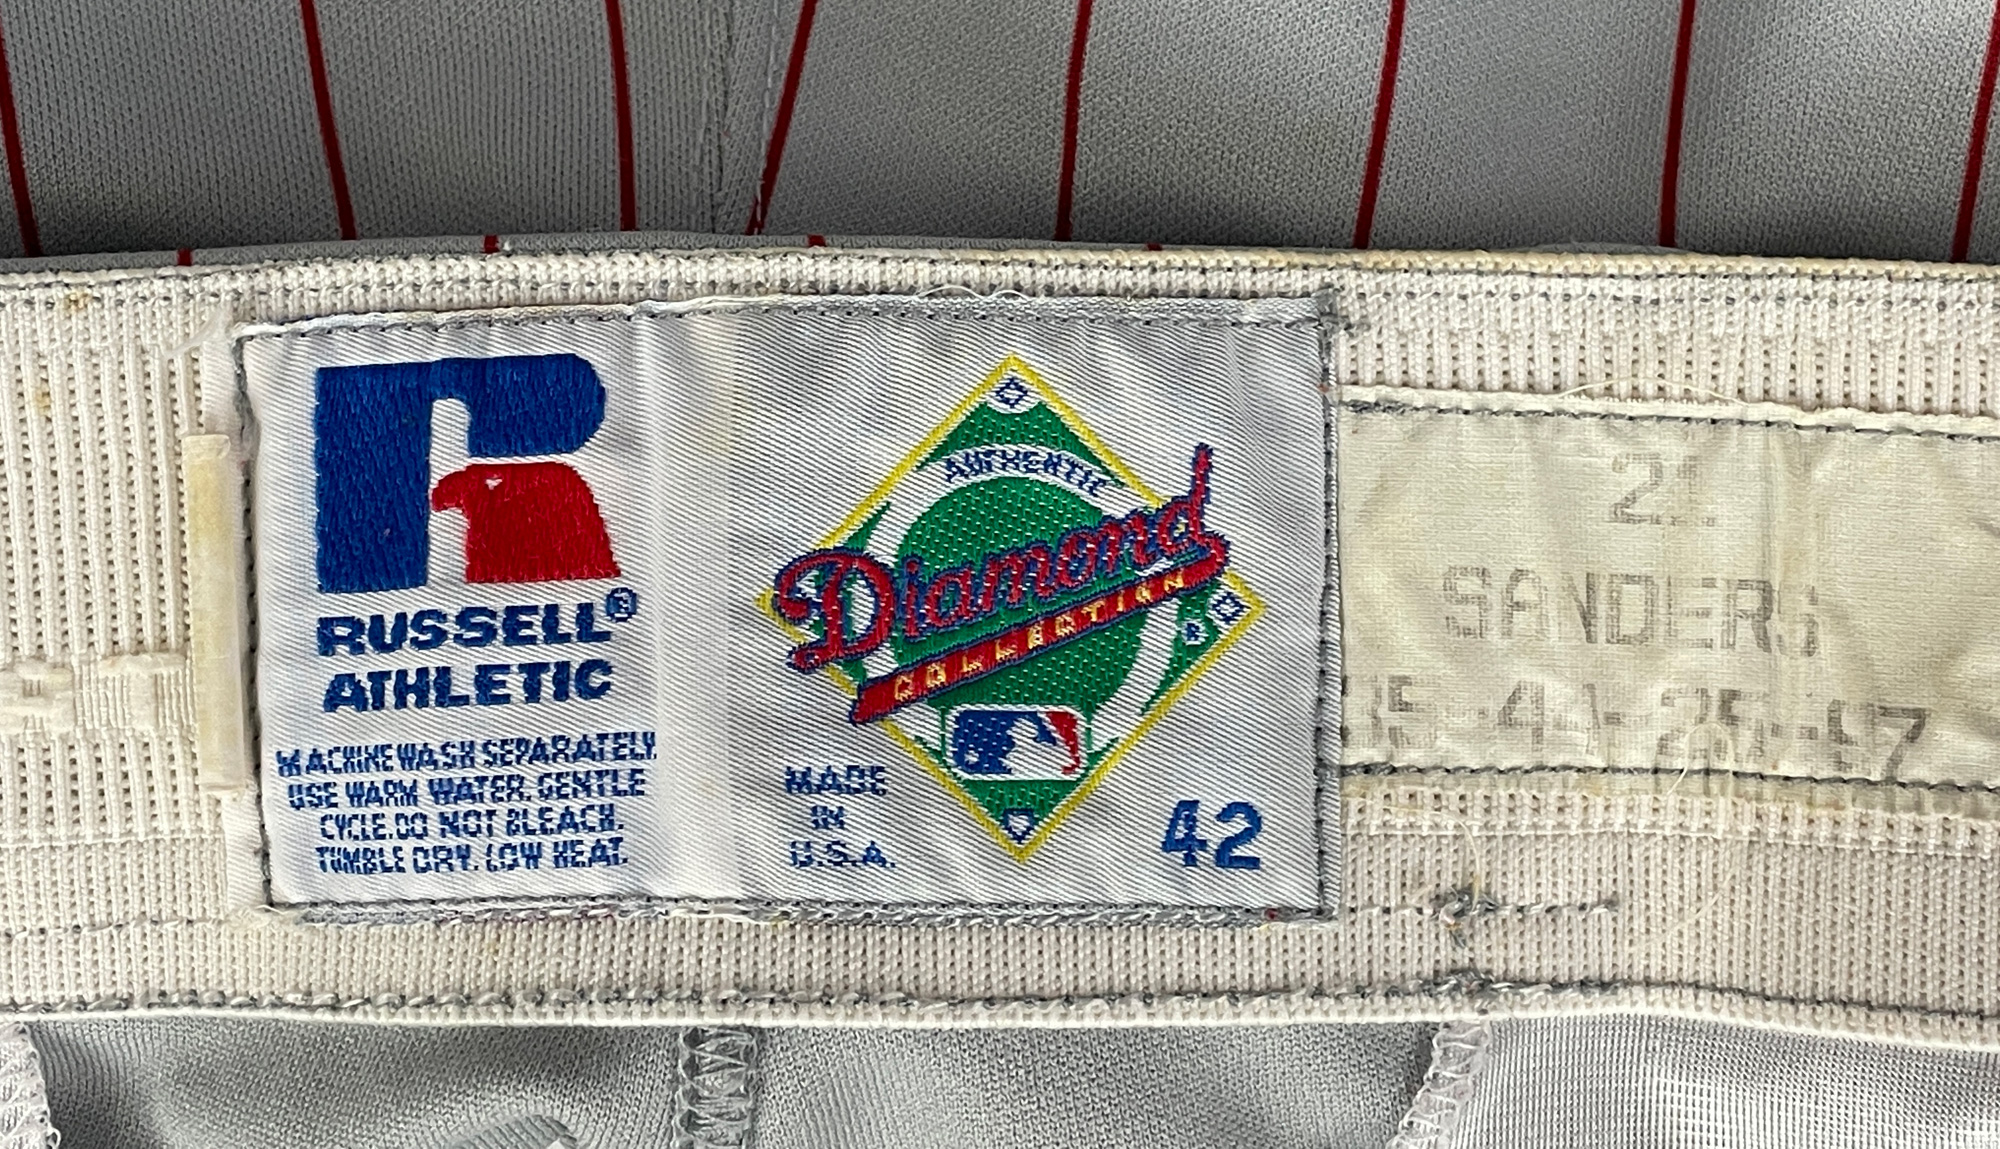 RUSSELL®
ATHLETIC
MACHINE WASH SEPARATELY.
USE WARM WATER. GENTLE
CYCLE. DO NOT BLEACH.
TUMBLE DRY. LOW HEAT.
AUTHENTIC
Diamond
COLLECTION
®
MADE
IN
U.S.A.
42
21
SANDERS